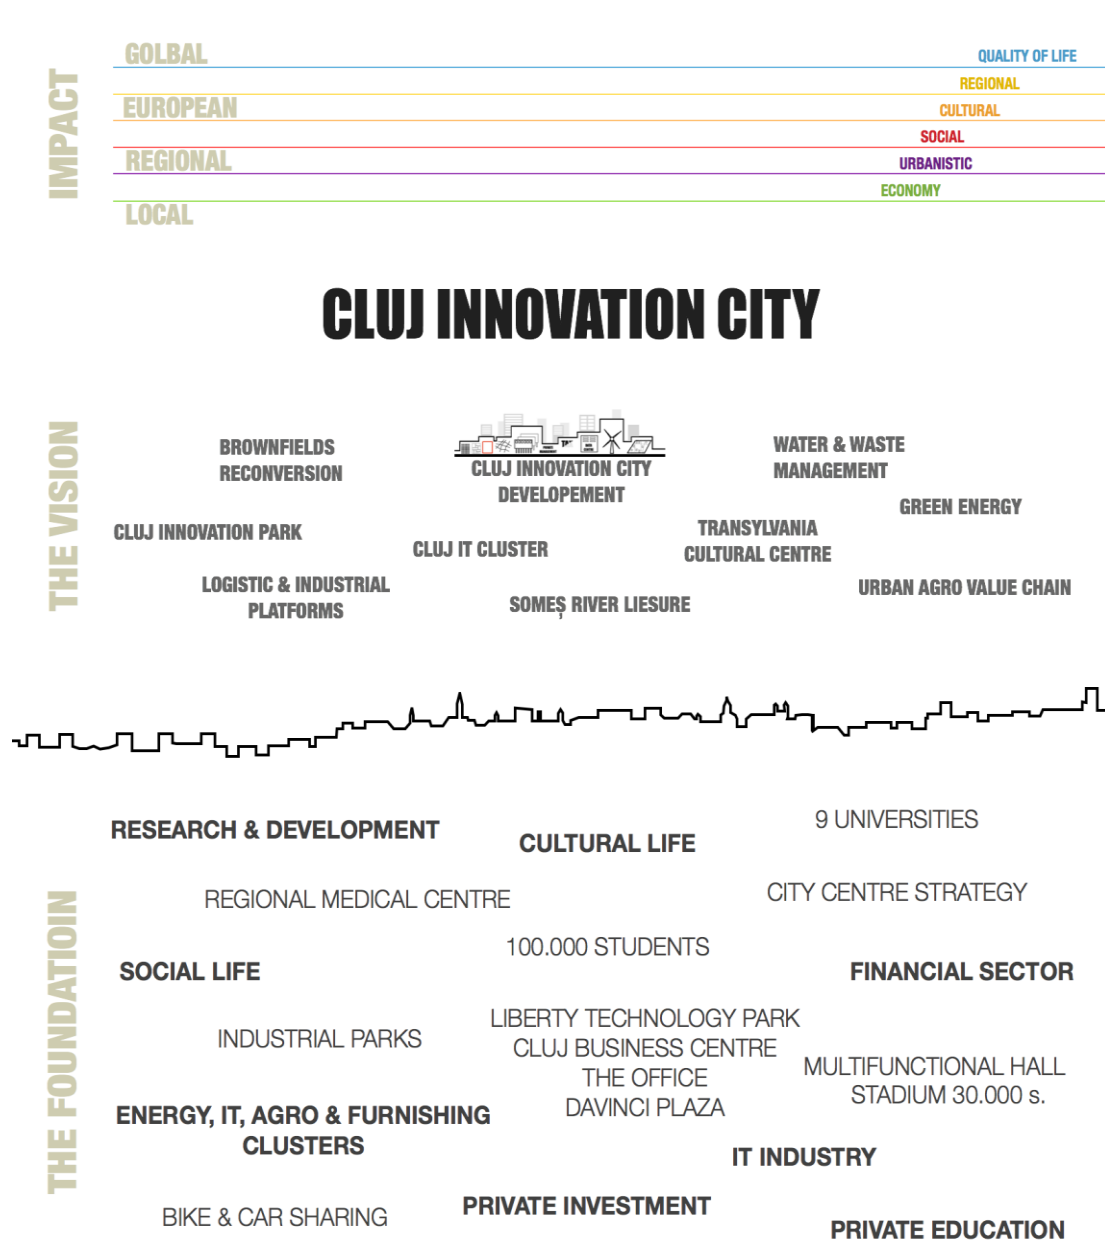 IMPACT
GOLBAL
QUALITY OF LIFE
REGIONAL
EUROPEAN
CULTURAL
SOCIAL
REGIONAL
URBANISTIC
ECONOMY
LOCAL
CLUJ INNOVATION CITY
THE VISION
BROWNFIELDS
RECONVERSION
CLUJ INNOVATION CITY
DEVELOPEMENT
WATER & WASTE
MANAGEMENT
GREEN ENERGY
CLUJ INNOVATION PARK
CLUJ IT CLUSTER
TRANSYLVANIA
CULTURAL CENTRE
LOGISTIC & INDUSTRIAL
PLATFORMS
SOMEȘ RIVER LIESURE
URBAN AGRO VALUE CHAIN
THE FOUNDATIOIN
RESEARCH & DEVELOPMENT
CULTURAL LIFE
9 UNIVERSITIES
REGIONAL MEDICAL CENTRE
CITY CENTRE STRATEGY
100.000 STUDENTS
SOCIAL LIFE
FINANCIAL SECTOR
INDUSTRIAL PARKS
LIBERTY TECHNOLOGY PARK
CLUJ BUSINESS CENTRE
THE OFFICE
DAVINCI PLAZA
MULTIFUNCTIONAL HALL
STADIUM 30.000 s.
ENERGY, IT, AGRO & FURNISHING
CLUSTERS
IT INDUSTRY
BIKE & CAR SHARING
PRIVATE INVESTMENT
PRIVATE EDUCATION